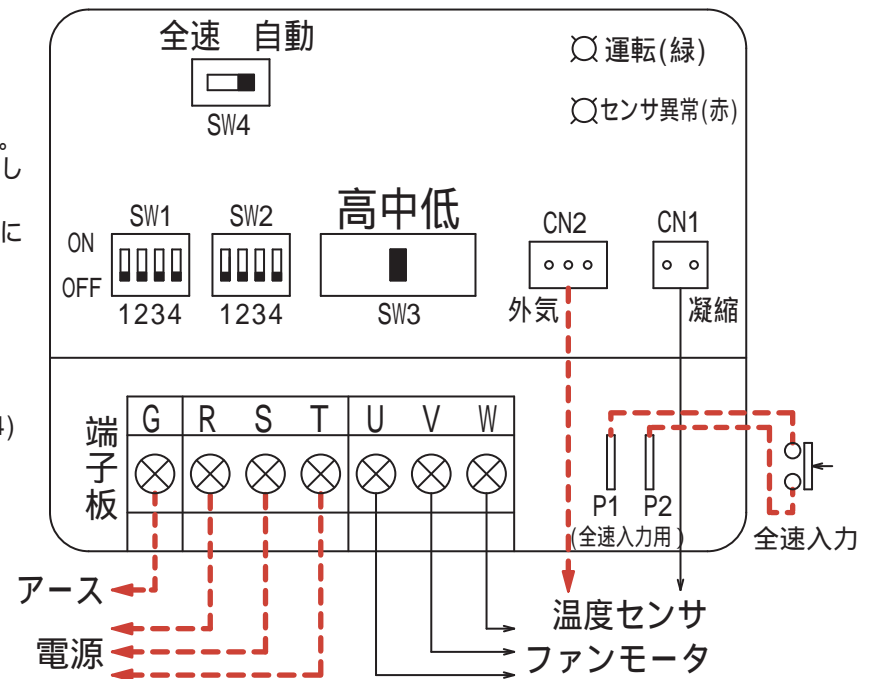 全速 自動
運転(緑)
SW4
センサ異常(赤)
。
し
に
高中低
SW1 SW2 CN2 CN1
ON
OFF
1234 1234 SW3 外気 凝縮
4)
端子板
G R S T U V W
P1 P2
(全速入力用)
全速入力
アース
温度センサ
電源
ファンモータ